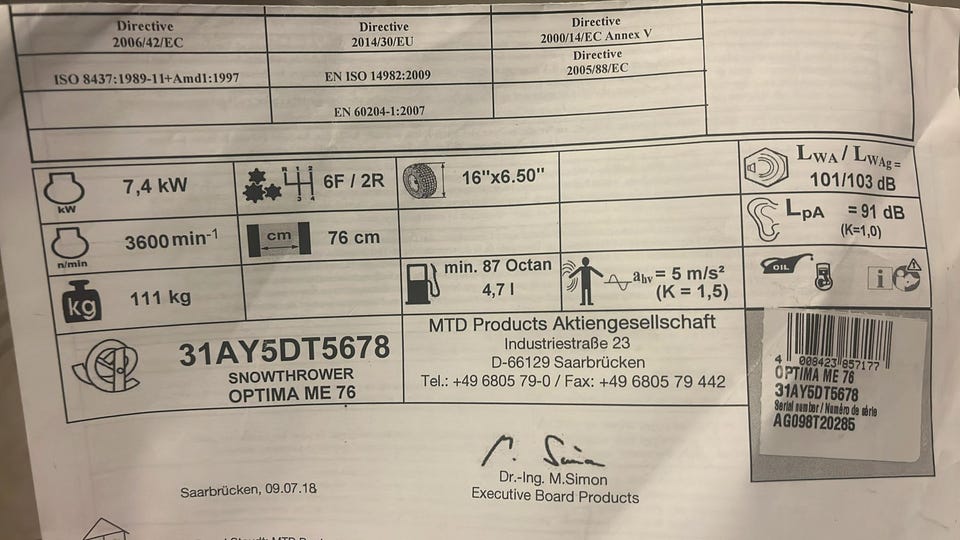 Directive
2006/42/EC
Directive
2014/30/EU
Directive
2000/14/EC Annex V
Directive
2005/88/EC
ISO 8437:1989-11+Amd1:1997
EN ISO 14982:2009
EN 60204-1:2007
kW
7,4 kW
1 2
3 4
6F / 2R
16"x6.50"
LWA / LWAg =
101/103 dB
n/min
3600 min-1
cm
76 cm
LpA = 91 dB
(K=1,0)
kg
111 kg
min. 87 Octan
4,7 l
ahv = 5 m/s²
(K = 1,5)
OIL
i
31AY5DT5678
SNOWTHROWER
OPTIMA ME 76
MTD Products Aktiengesellschaft
Industriestraße 23
D-66129 Saarbrücken
Tel.: +49 6805 79-0 / Fax: +49 6805 79 442
4 008423 857177
OPTIMA ME 76
31AY5DT5678
Serial number / Numéro de série
AG098T20285
Saarbrücken, 09.07.18
Dr.-Ing. M.Simon
Executive Board Products